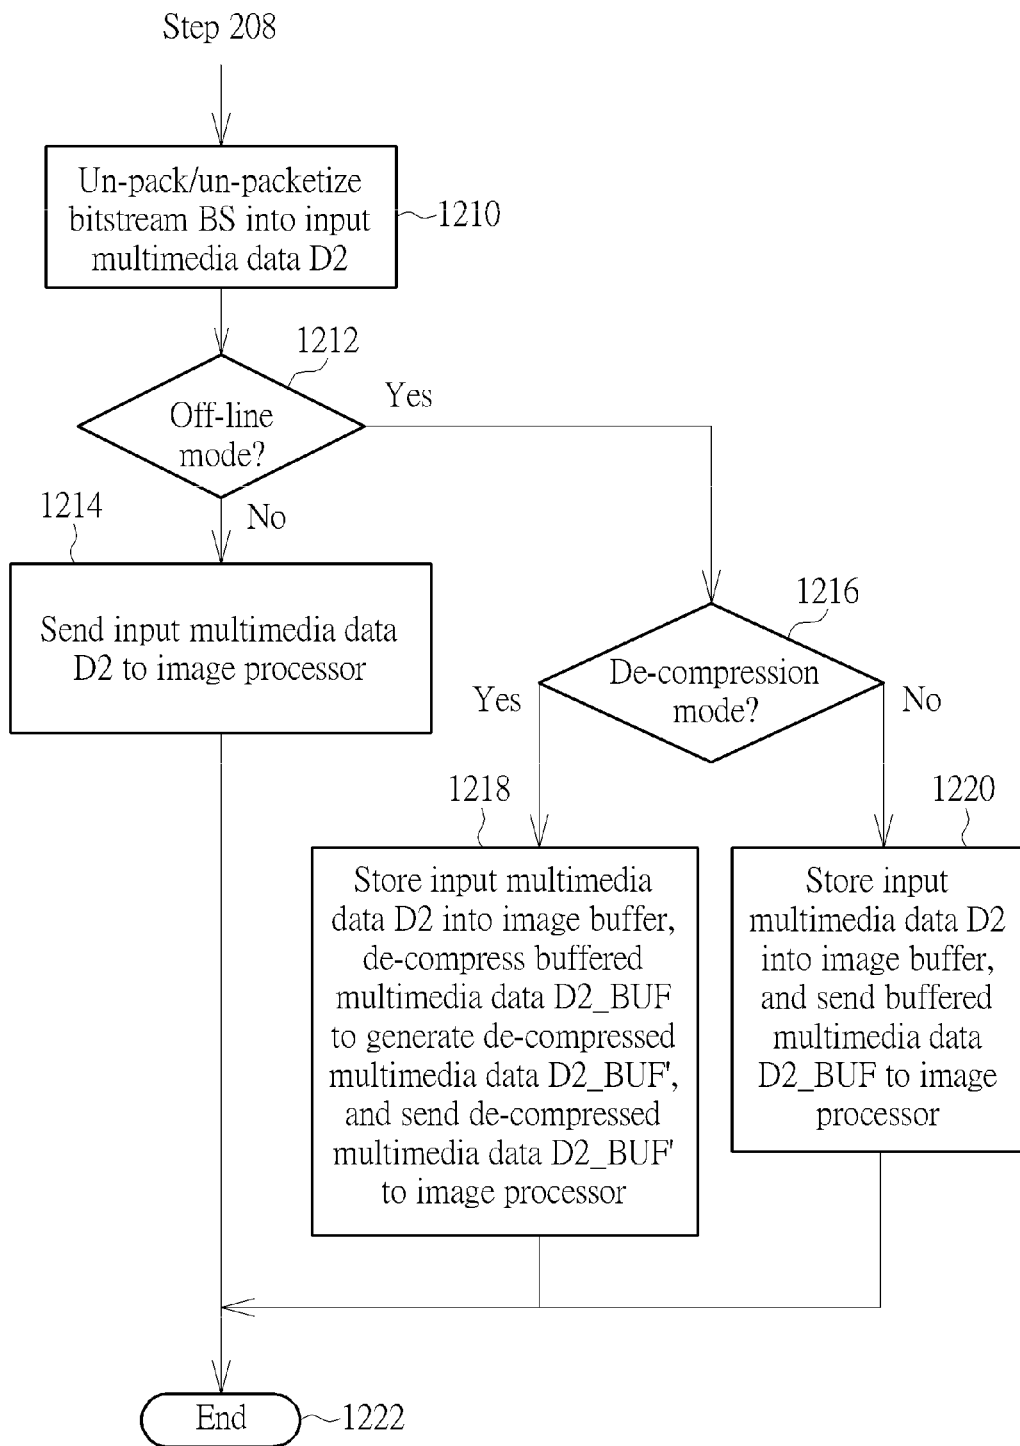 Step 208
Un-pack/un-packetize
bitstream BS into input
multimedia data D2
1210
1212
Off-line
mode?
Yes
No
1214
Send input multimedia data
D2 to image processor
1216
De-compression
mode?
Yes
No
1218
Store input multimedia
data D2 into image buffer,
de-compress buffered
multimedia data D2_BUF
to generate de-compressed
multimedia data D2_BUF',
and send de-compressed
multimedia data D2_BUF'
to image processor
1220
Store input
multimedia data D2
into image buffer,
and send buffered
multimedia data
D2_BUF to image
processor
End
1222